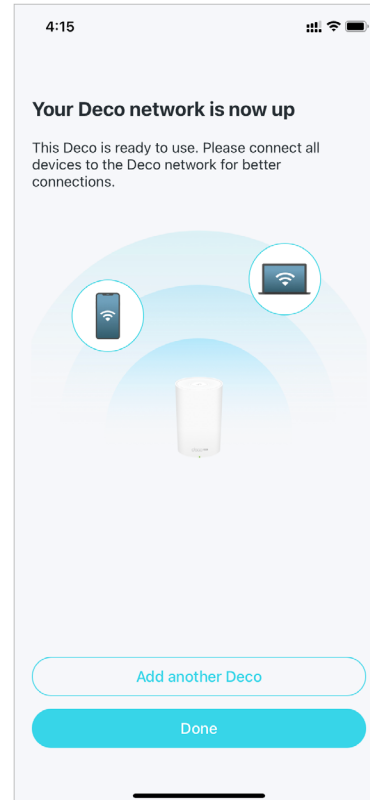 4:15
Your Deco network is now up
This Deco is ready to use. Please connect all
devices to the Deco network for better
connections.
Add another Deco
Done